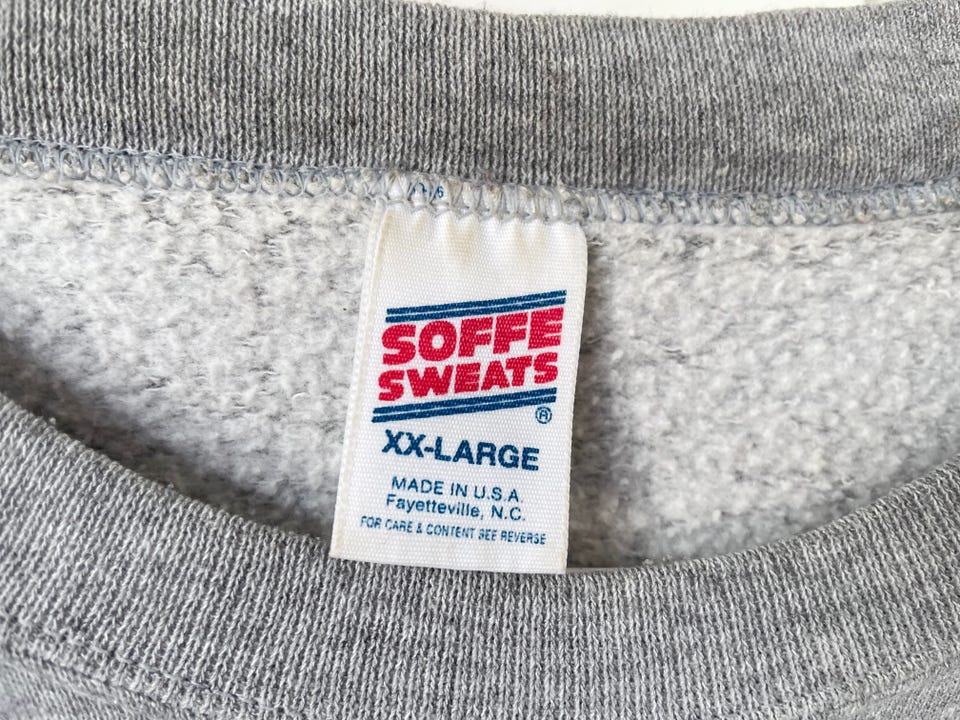 SOFFE
SWEATS
®
XX-LARGE
MADE IN U.S.A
Fayetteville, N.C.
FOR CARE & CONTENT SEE REVERSE